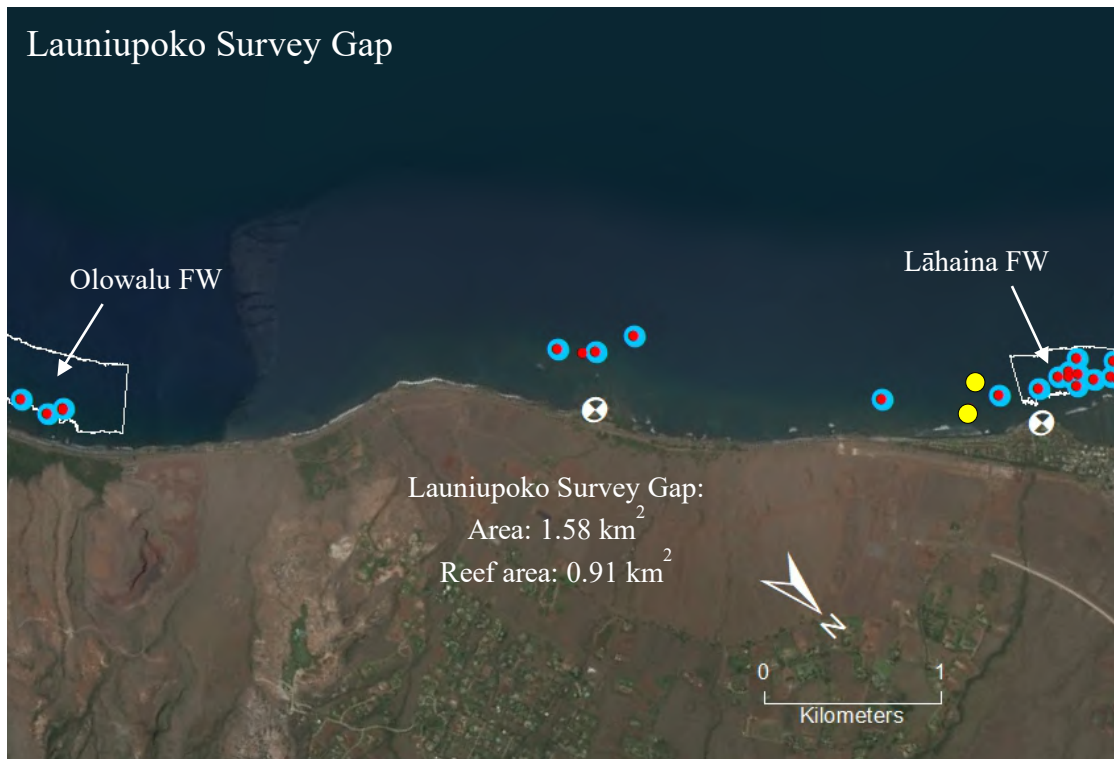 Launiupoko Survey Gap
Olowalu FW
Lāhaina FW
Launiupoko Survey Gap:
Area: 1.58 km²
Reef area: 0.91 km²
N
0 1
Kilometers